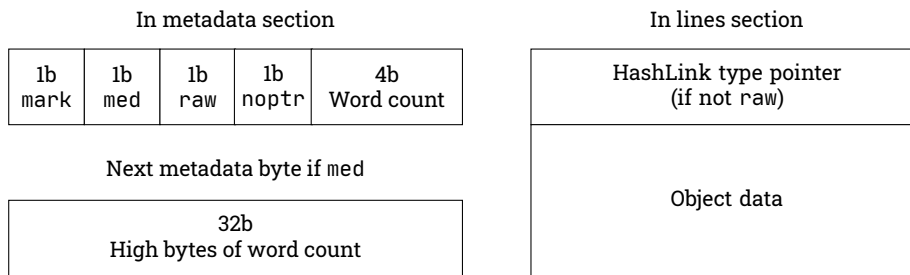 In metadata section
1b
mark
1b
med
1b
raw
1b
noptr
4b
Word count
Next metadata byte if med
32b
High bytes of word count
In lines section
HashLink type pointer
(if not raw)
Object data